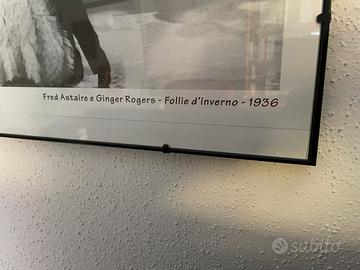 Fred Astaire e Ginger Rogers - Follie d'inverno - 1936
subito